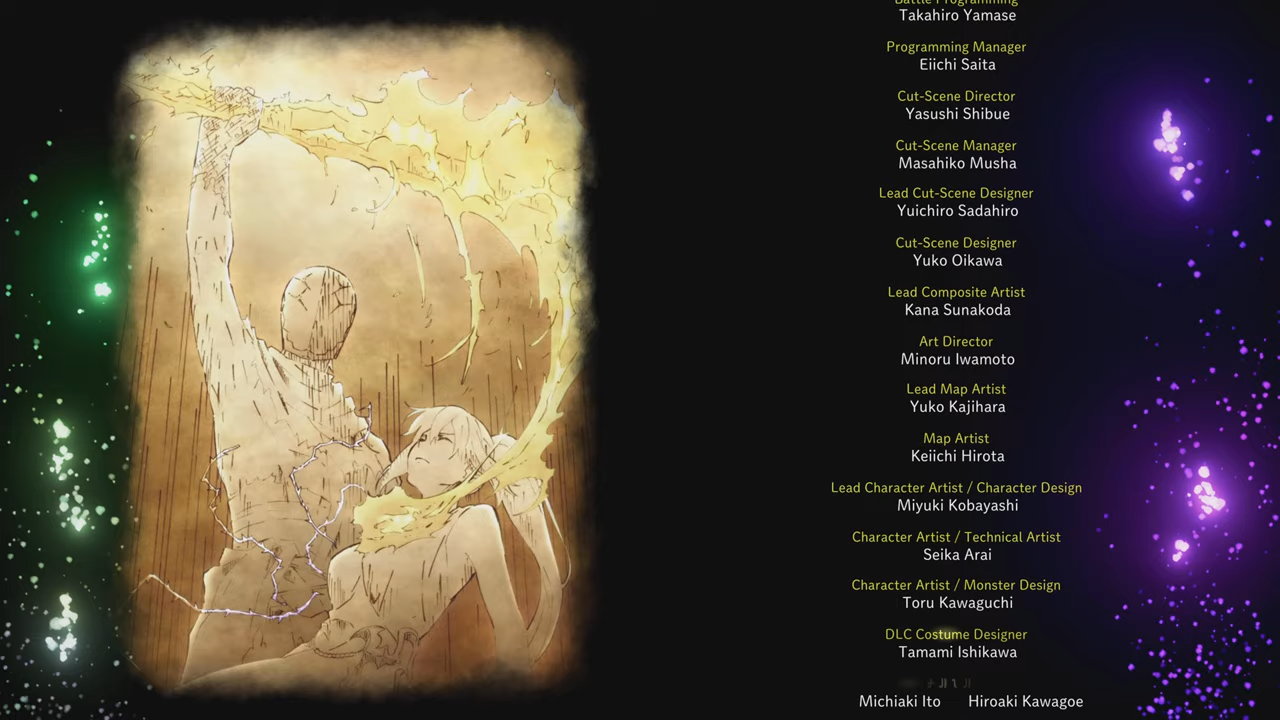 Battle Programming
Takahiro Yamase
Programming Manager
Eiichi Saita
Cut-Scene Director
Yasushi Shibue
Cut-Scene Manager
Masahiko Musha
Lead Cut-Scene Designer
Yuichiro Sadahiro
Cut-Scene Designer
Yuko Oikawa
Lead Composite Artist
Kana Sunakoda
Art Director
Minoru Iwamoto
Lead Map Artist
Yuko Kajihara
Map Artist
Keiichi Hirota
Lead Character Artist / Character Design
Miyuki Kobayashi
Character Artist / Technical Artist
Seika Arai
Character Artist / Monster Design
Toru Kawaguchi
DLC Costume Designer
Tamami Ishikawa
Michiaki Ito Hiroaki Kawagoe